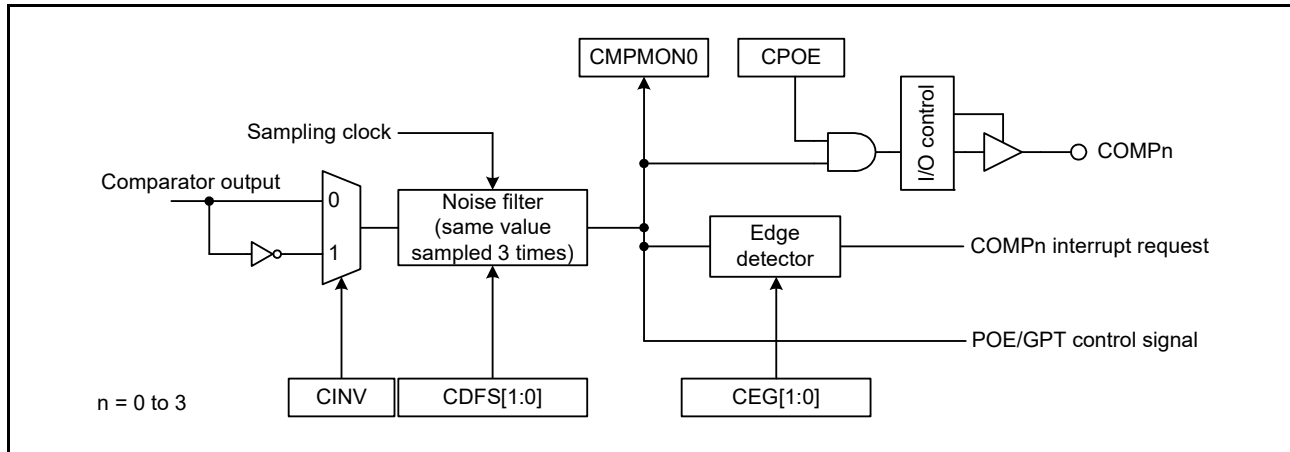 CMPMON0
CPOE
I/O control
COMPn
Sampling clock
Comparator output
0
1
Noise filter
(same value
sampled 3 times)
Edge
detector
COMPn interrupt request
POE/GPT control signal
CINV
CDFS[1:0]
CEG[1:0]
n = 0 to 3